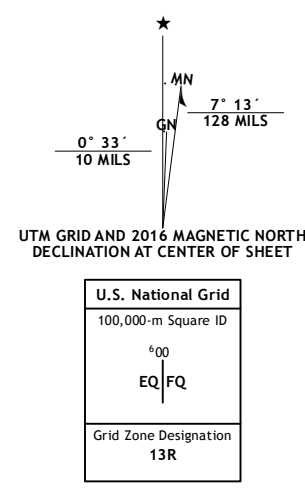 MN
GN
7° 13´
128 MILS
0° 33´
10 MILS
UTM GRID AND 2016 MAGNETIC NORTH
DECLINATION AT CENTER OF SHEET
U.S. National Grid
100,000-m Square ID
⁶00
EQ FQ
Grid Zone Designation
13R